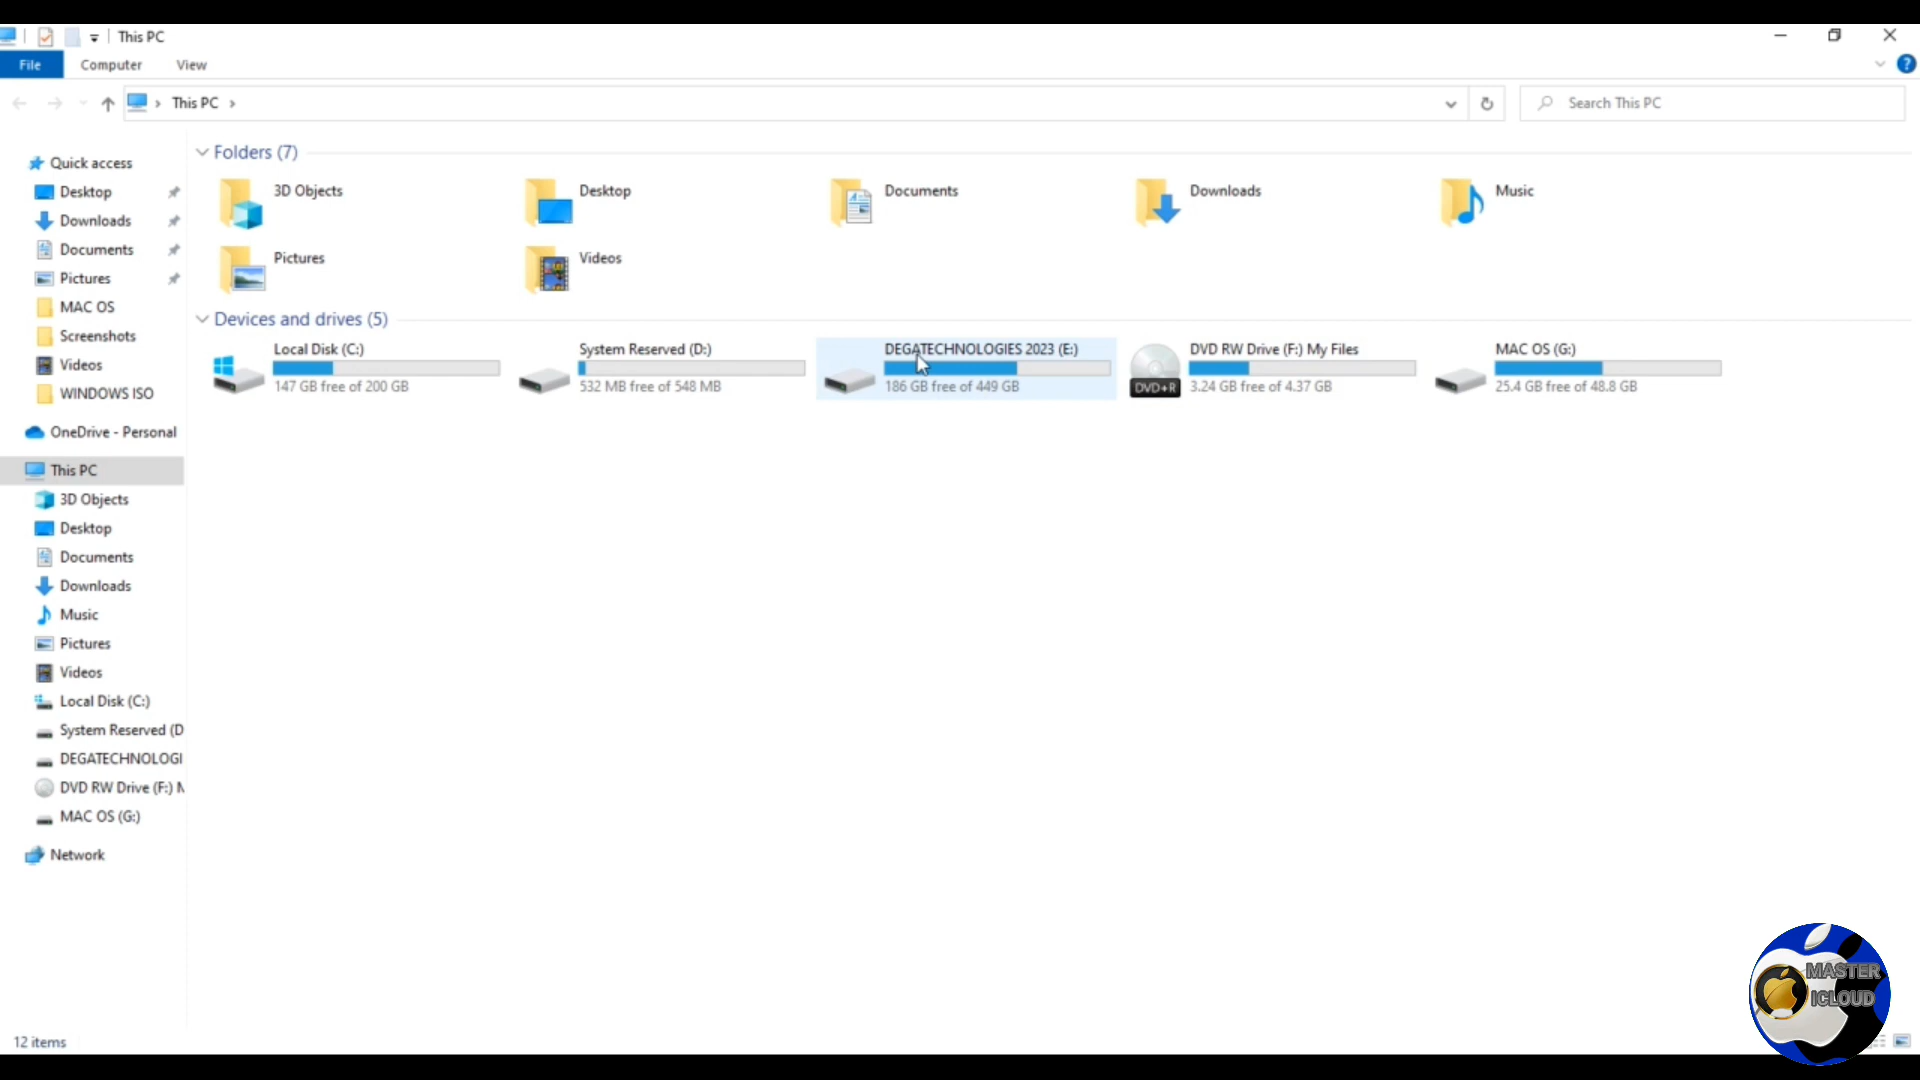 This PC
File Computer View
This PC
Search This PC
Quick access
Desktop
Downloads
Documents
Pictures
MAC OS
Screenshots
Videos
WINDOWS ISO
OneDrive - Personal
This PC
3D Objects
Desktop
Documents
Downloads
Music
Pictures
Videos
Local Disk (C:)
System Reserved (D
DEGATECHNOLOGI
DVD RW Drive (F:) M
MAC OS (G:)
Network
Folders (7)
3D Objects
Desktop
Documents
Downloads
Music
Pictures
Videos
Devices and drives (5)
Local Disk (C:)
147 GB free of 200 GB
System Reserved (D:)
532 MB free of 548 MB
DEGATECHNOLOGIES 2023 (E:)
186 GB free of 449 GB
DVD+R
DVD RW Drive (F:) My Files
3.24 GB free of 4.37 GB
MAC OS (G:)
25.4 GB free of 48.8 GB
12 items
MASTER
ICLOUD